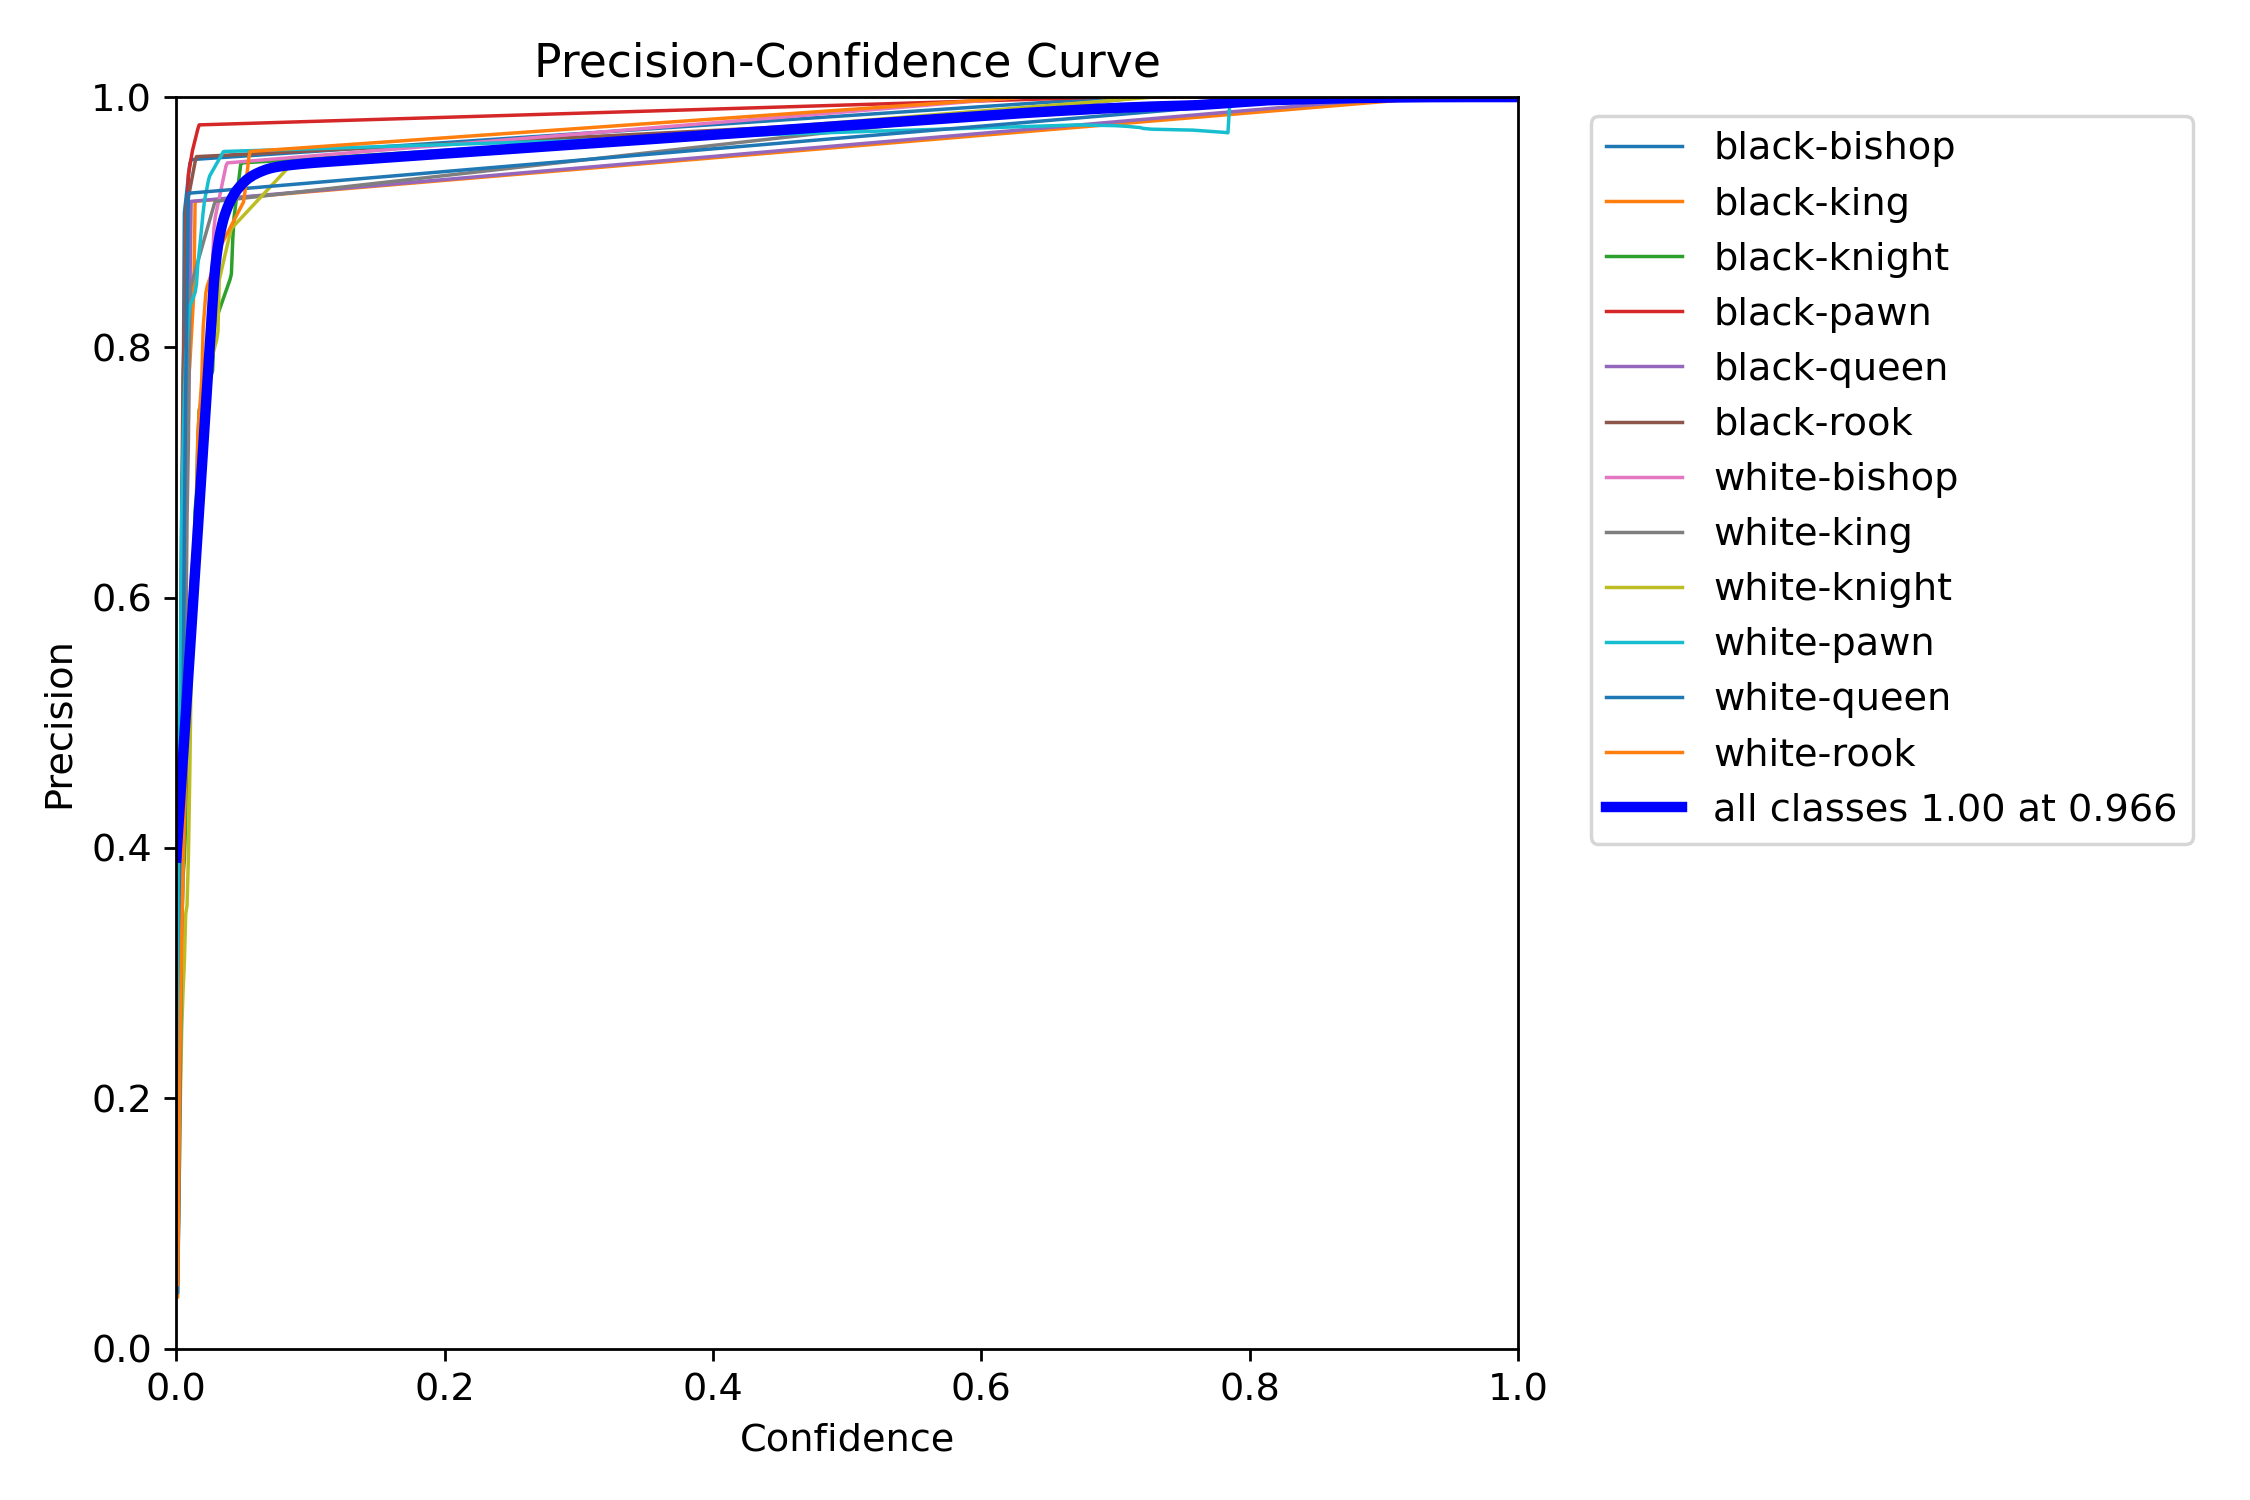 Precision-Confidence Curve
1.0
0.8
0.6
0.4
0.2
0.0
Precision
0.0 0.2 0.4 0.6 0.8 1.0
Confidence
black-bishop
black-king
black-knight
black-pawn
black-queen
black-rook
white-bishop
white-king
white-knight
white-pawn
white-queen
white-rook
all classes 1.00 at 0.966